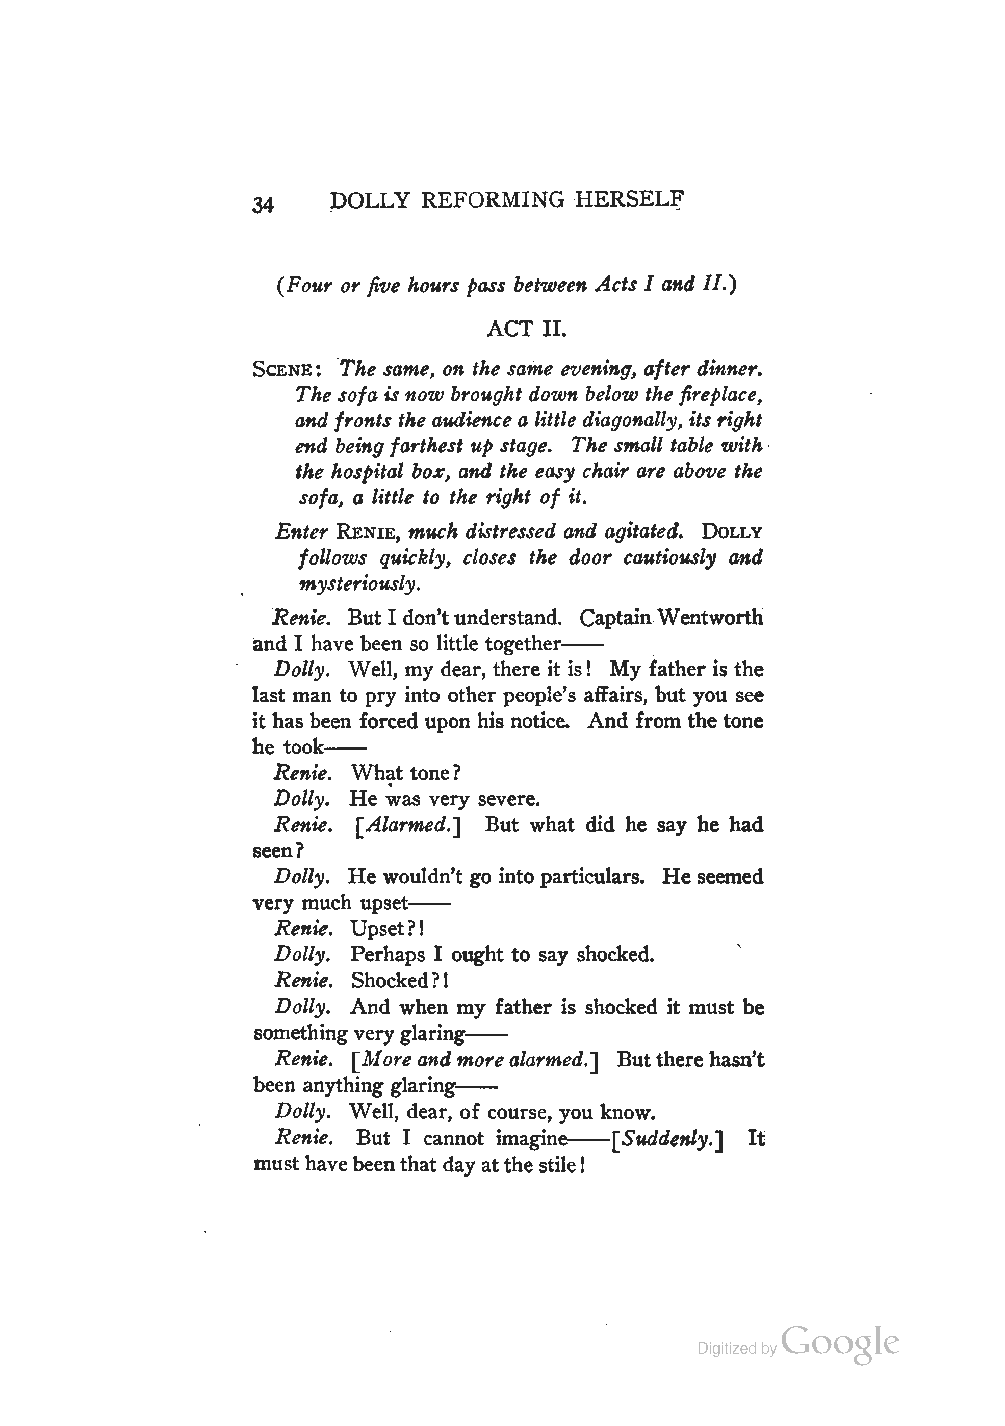 34 DOLLY REFORMING HERSELF
(Four or five hours pass between Acts I and II.)
ACT II.
SCENE: The same, on the same evening, after dinner.
The sofa is now brought down below the fireplace,
and fronts the audience a little diagonally, its right
end being farthest up stage. The small table with
the hospital box, and the easy chair are above the
sofa, a little to the right of it.
Enter RENIE, much distressed and agitated. DOLLY
follows quickly, closes the door cautiously and
mysteriously.
Renie. But I don't understand. Captain Wentworth
and I have been so little together——
Dolly. Well, my dear, there it is! My father is the
last man to pry into other people's affairs, but you see
it has been forced upon his notice. And from the tone
he took——
Renie. What tone?
Dolly. He was very severe.
Renie. [Alarmed.] But what did he say he had
seen?
Dolly. He wouldn't go into particulars. He seemed
very much upset——
Renie. Upset?!
Dolly. Perhaps I ought to say shocked.
Renie. Shocked?!
Dolly. And when my father is shocked it must be
something very glaring——
Renie. [More and more alarmed.] But there hasn't
been anything glaring——
Dolly. Well, dear, of course, you know.
Renie. But I cannot imagine——[Suddenly.] It
must have been that day at the stile!
Digitized by Google